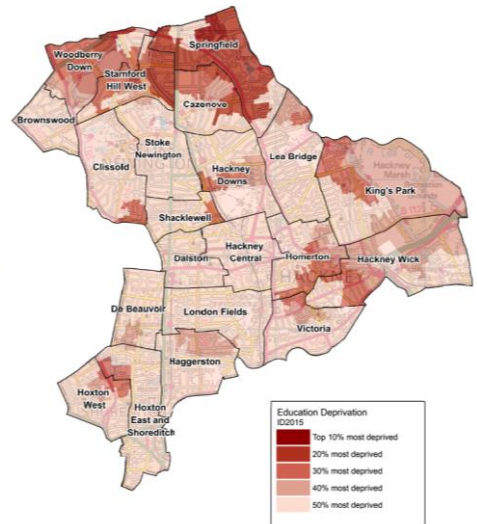 Springfield
Woodberry
Down
Stamford
Hill West
Cazenove
Brownswood
Stoke
Newington
Lea Bridge
Hackney
Marsh
Clissold
Hackney
Downs
King's Park
Shacklewell
Hackney
Central
Homerton
Dalston
Hackney Wick
HACKNEY
De Beauvoir
London Fields
Victoria
Haggerston
Hoxton
West
Hoxton
East and
Shoreditch
Education Deprivation
ID2015
Top 10% most deprived
20% most deprived
30% most deprived
40% most deprived
50% most deprived